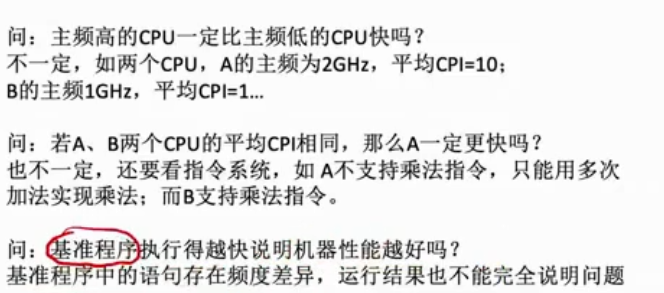 问：主频高的CPU一定比主频低的CPU快吗？
不一定，如两个CPU，A的主频为2GHz，平均CPI=10；
B的主频1GHz，平均CPI=1...
问：若A、B两个CPU的平均CPI相同，那么A一定更快吗？
也不一定，还要看指令系统，如 A不支持乘法指令，只能用多次
加法实现乘法；而B支持乘法指令。
问：基准程序执行得越快说明机器性能越好吗？
基准程序中的语句存在频度差异，运行结果也不能完全说明问题